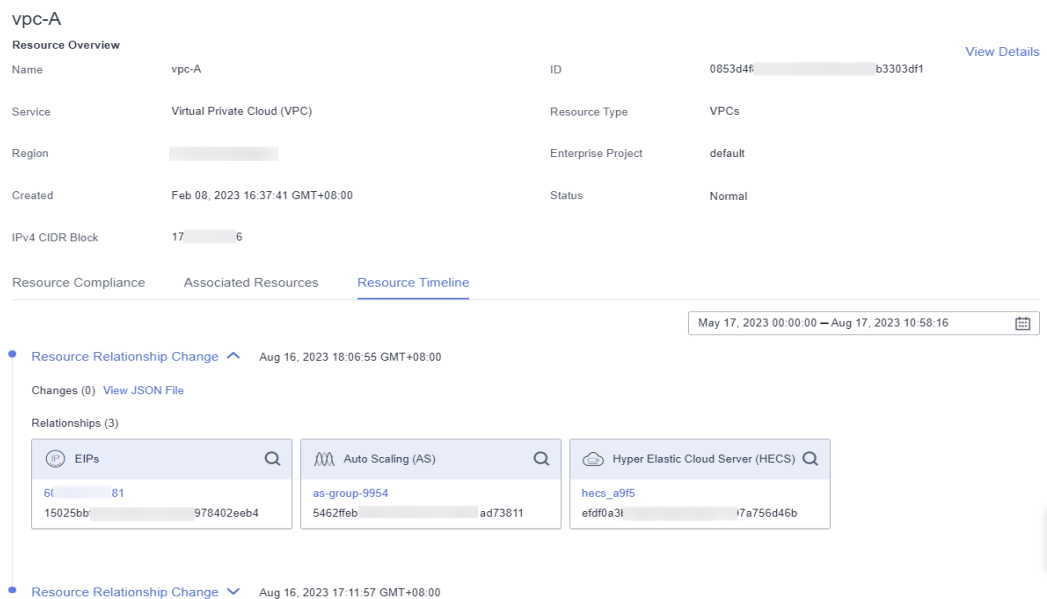 vpc-A
Resource Overview
View Details
Name vpc-A ID 0853d4f b3303df1
Service Virtual Private Cloud (VPC) Resource Type VPCs
Region Enterprise Project default
Created Feb 08, 2023 16:37:41 GMT+08:00 Status Normal
IPv4 CIDR Block 17 6
Resource Compliance Associated Resources Resource Timeline
May 17, 2023 00:00:00 – Aug 17, 2023 10:58:16
Resource Relationship Change Aug 16, 2023 18:06:55 GMT+08:00
Changes (0) View JSON File
Relationships (3)
IP EIPs Auto Scaling (AS) Hyper Elastic Cloud Server (HECS)
6 81 as-group-9954 hecs_a9f5
15025bb 978402eeb4 5462ffeb ad73811 efdf0a3 7a756d46b
Resource Relationship Change Aug 16, 2023 17:11:57 GMT+08:00